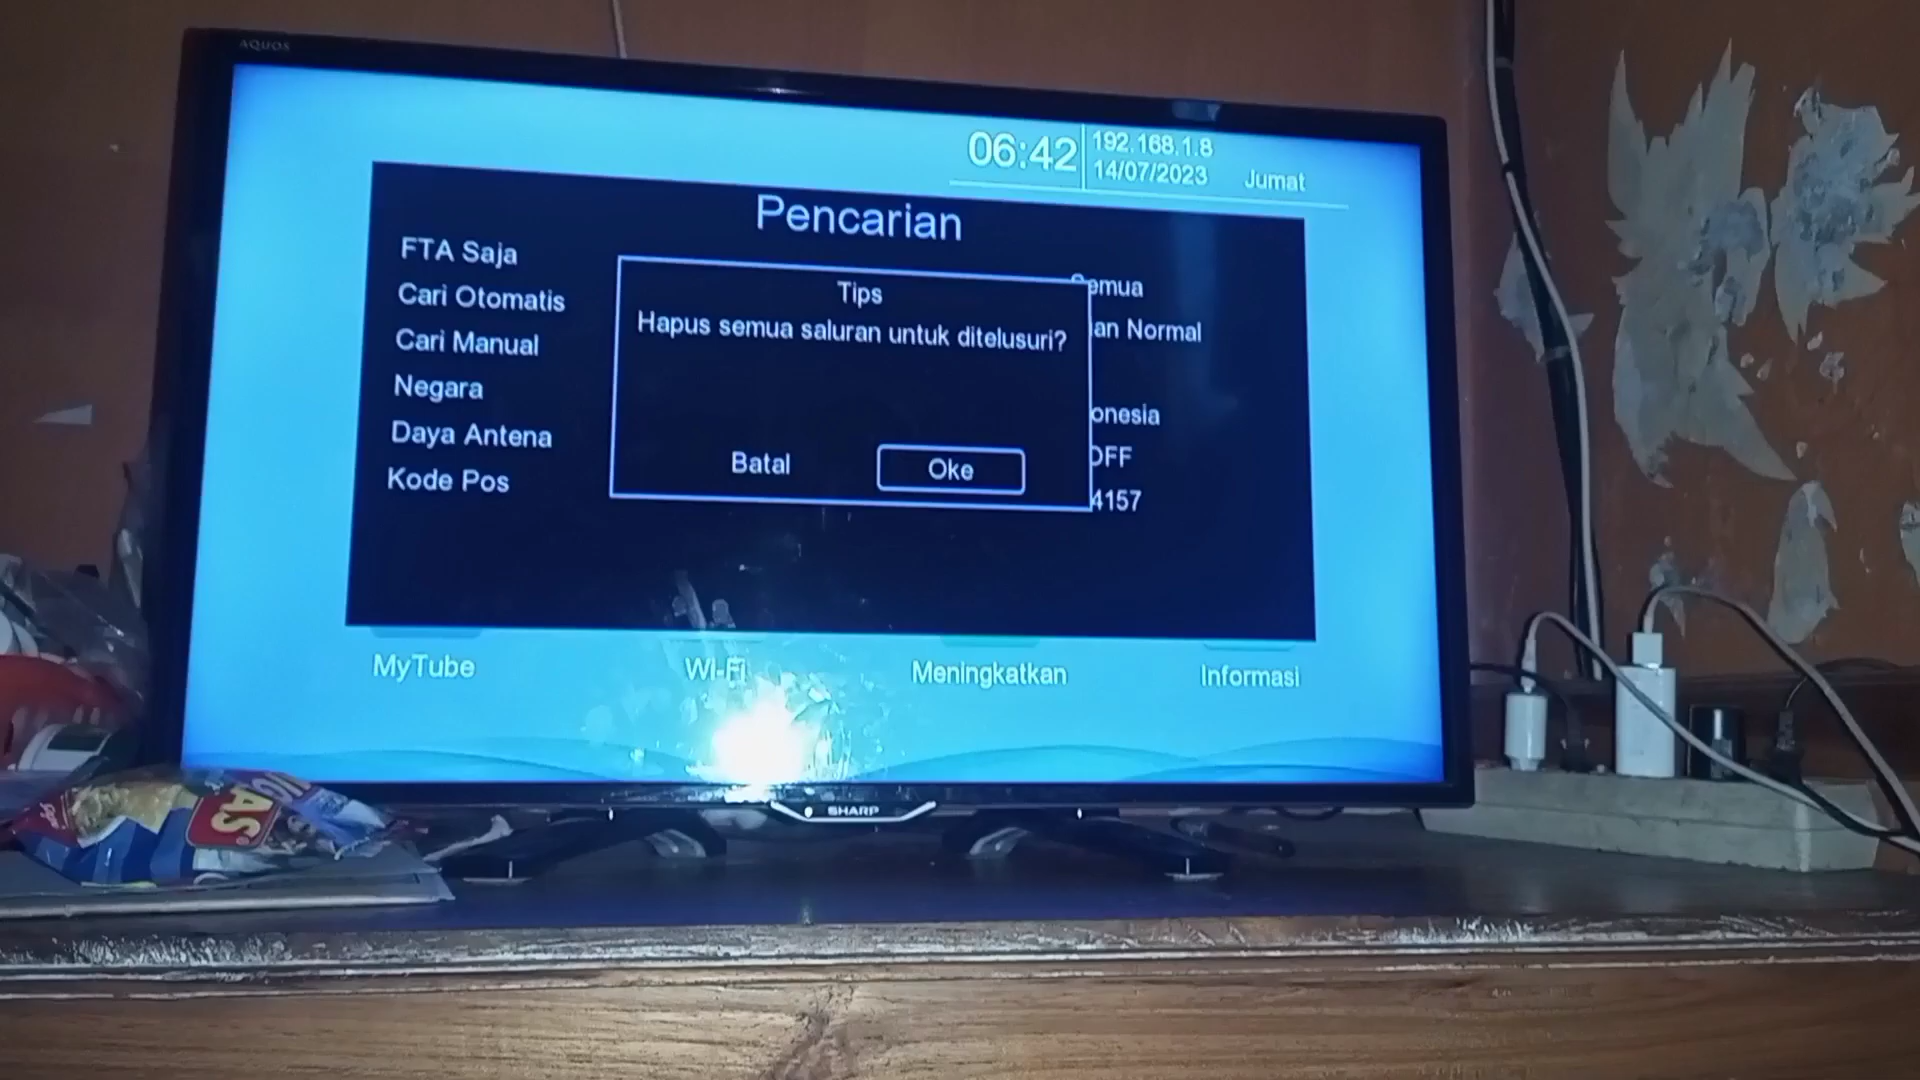 AQUOS
06:42
192.168.1.8
14/07/2023 Jumat
Pencarian
FTA Saja
Cari Otomatis
Cari Manual
Negara
Daya Antena
Kode Pos
Tips
Hapus semua saluran untuk ditelusuri?
Batal
Oke
emua
an Normal
onesia
OFF
4157
MyTube
WI-Fi
Meningkatkan
Informasi
SHARP